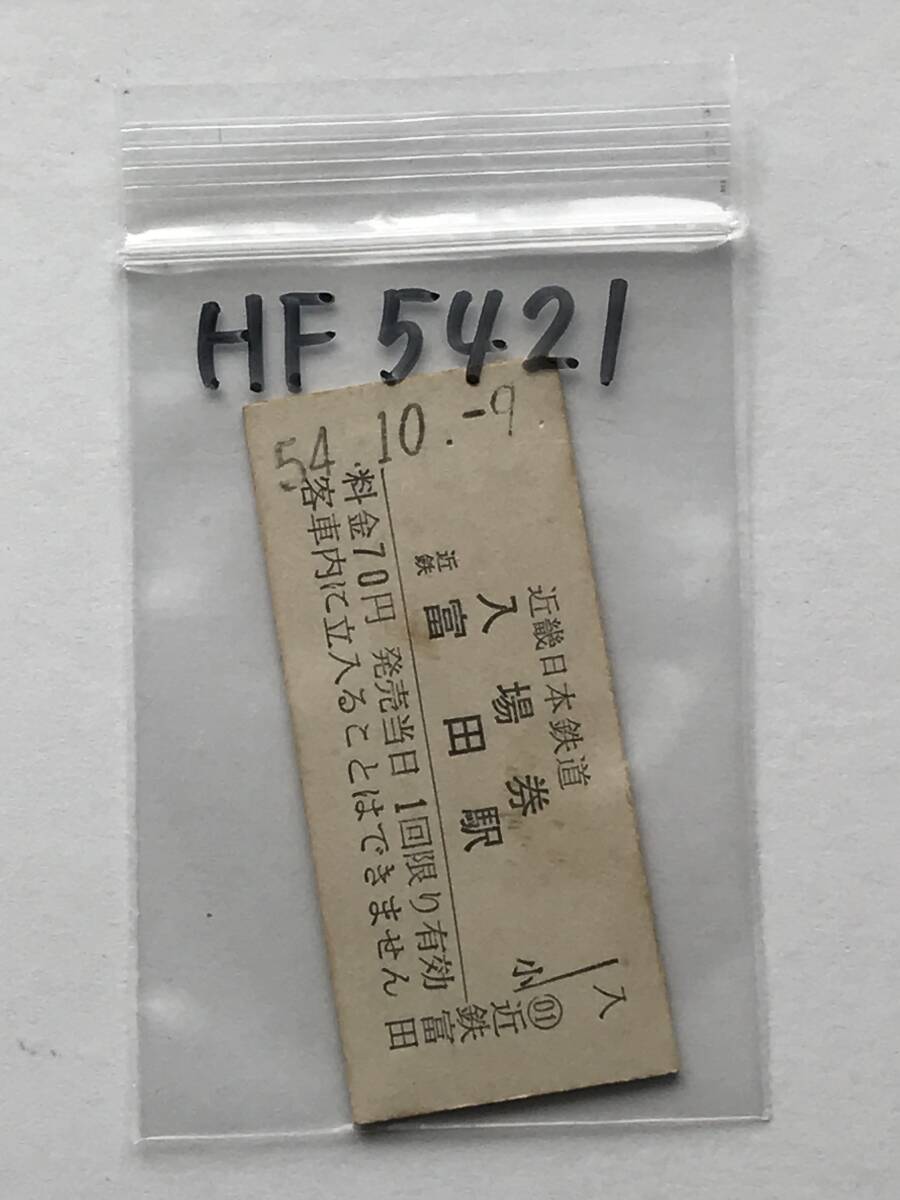 HF 5421
54 10.-9
近畿日本鉄道
入場券
近鉄 富田駅
料金70円 発売当日1回限り有効
客車内に立入ることはできません
入
小
01
近鉄富田